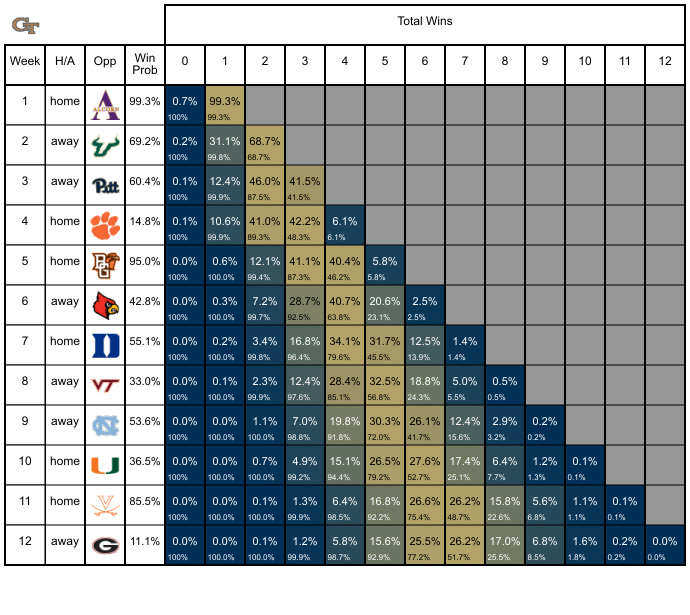 GT
Total Wins
Week H/A Opp Win Prob 0 1 2 3 4 5 6 7 8 9 10 11 12
1 home A ALCORN 99.3% 0.7% 99.3%
100% 99.3%
2 away 69.2% 0.2% 31.1% 68.7%
100% 99.8% 68.7%
3 away Pitt 60.4% 0.1% 12.4% 46.0% 41.5%
100% 99.9% 87.5% 41.5%
4 home 14.8% 0.1% 10.6% 41.0% 42.2% 6.1%
100% 99.9% 89.3% 48.3% 6.1%
5 home BG 95.0% 0.0% 0.6% 12.1% 41.1% 40.4% 5.8%
100% 100.0% 99.4% 87.3% 46.2% 5.8%
6 away 42.8% 0.0% 0.3% 7.2% 28.7% 40.7% 20.6% 2.5%
100% 100.0% 99.7% 92.5% 63.8% 23.1% 2.5%
7 home D 55.1% 0.0% 0.2% 3.4% 16.8% 34.1% 31.7% 12.5% 1.4%
100% 100.0% 99.8% 96.4% 79.6% 45.5% 13.9% 1.4%
8 away VT 33.0% 0.0% 0.1% 2.3% 12.4% 28.4% 32.5% 18.8% 5.0% 0.5%
100% 100.0% 99.9% 97.6% 85.1% 56.8% 24.3% 5.5% 0.5%
9 away NC 53.6% 0.0% 0.0% 1.1% 7.0% 19.8% 30.3% 26.1% 12.4% 2.9% 0.2%
100% 100.0% 100.0% 98.8% 91.8% 72.0% 41.7% 15.6% 3.2% 0.2%
10 home U 36.5% 0.0% 0.0% 0.7% 4.9% 15.1% 26.5% 27.6% 17.4% 6.4% 1.2% 0.1%
100% 100.0% 100.0% 99.2% 94.4% 79.2% 52.7% 25.1% 7.7% 1.3% 0.1%
11 home V 85.5% 0.0% 0.0% 0.1% 1.3% 6.4% 16.8% 26.6% 26.2% 15.8% 5.6% 1.1% 0.1%
100% 100.0% 100.0% 99.9% 98.5% 92.2% 75.4% 48.7% 22.6% 6.8% 1.1% 0.1%
12 away G 11.1% 0.0% 0.0% 0.1% 1.2% 5.8% 15.6% 25.5% 26.2% 17.0% 6.8% 1.6% 0.2% 0.0%
100% 100.0% 100.0% 99.9% 98.7% 92.9% 77.2% 51.7% 25.5% 8.5% 1.8% 0.2% 0.0%